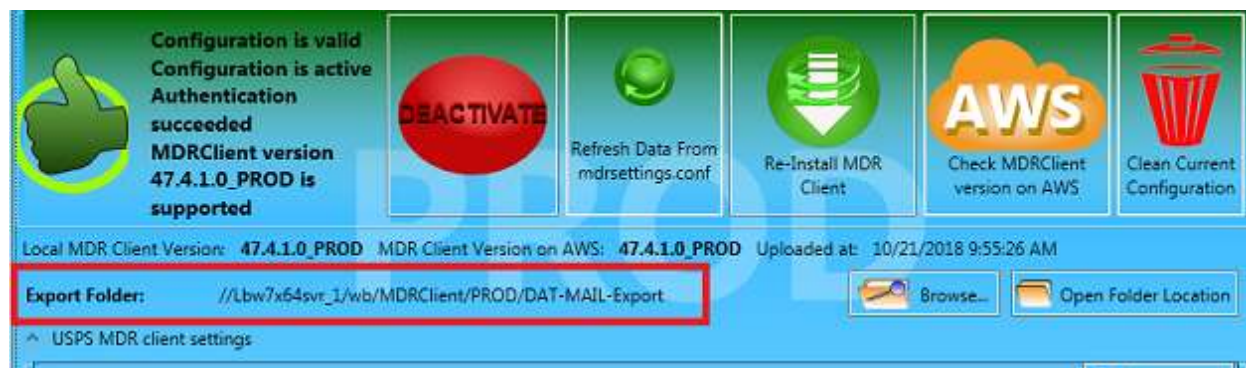 Configuration is valid
Configuration is active
Authentication
succeeded
MDRClient version
47.4.1.0_PROD is
supported
DEACTIVATE
Refresh Data From
mdrsettings.conf
Re-Install MDR
Client
AWS
Check MDRClient
version on AWS
Clean Current
Configuration
PROD
Local MDR Client Version: 47.4.1.0_PROD MDR Client Version on AWS: 47.4.1.0_PROD Uploaded at: 10/21/2018 9:55:26 AM
Export Folder: //Lbw7x64svr_1/wb/MDRClient/PROD/DAT-MAIL-Export Browse... Open Folder Location
USPS MDR client settings